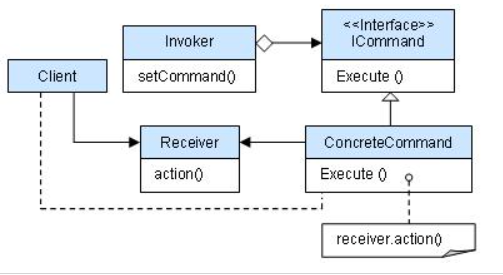 <<Interface>>
Invoker
ICommand
Client
setCommand()
Execute ()
Receiver
ConcreteCommand
action()
Execute ()
receiver.action()